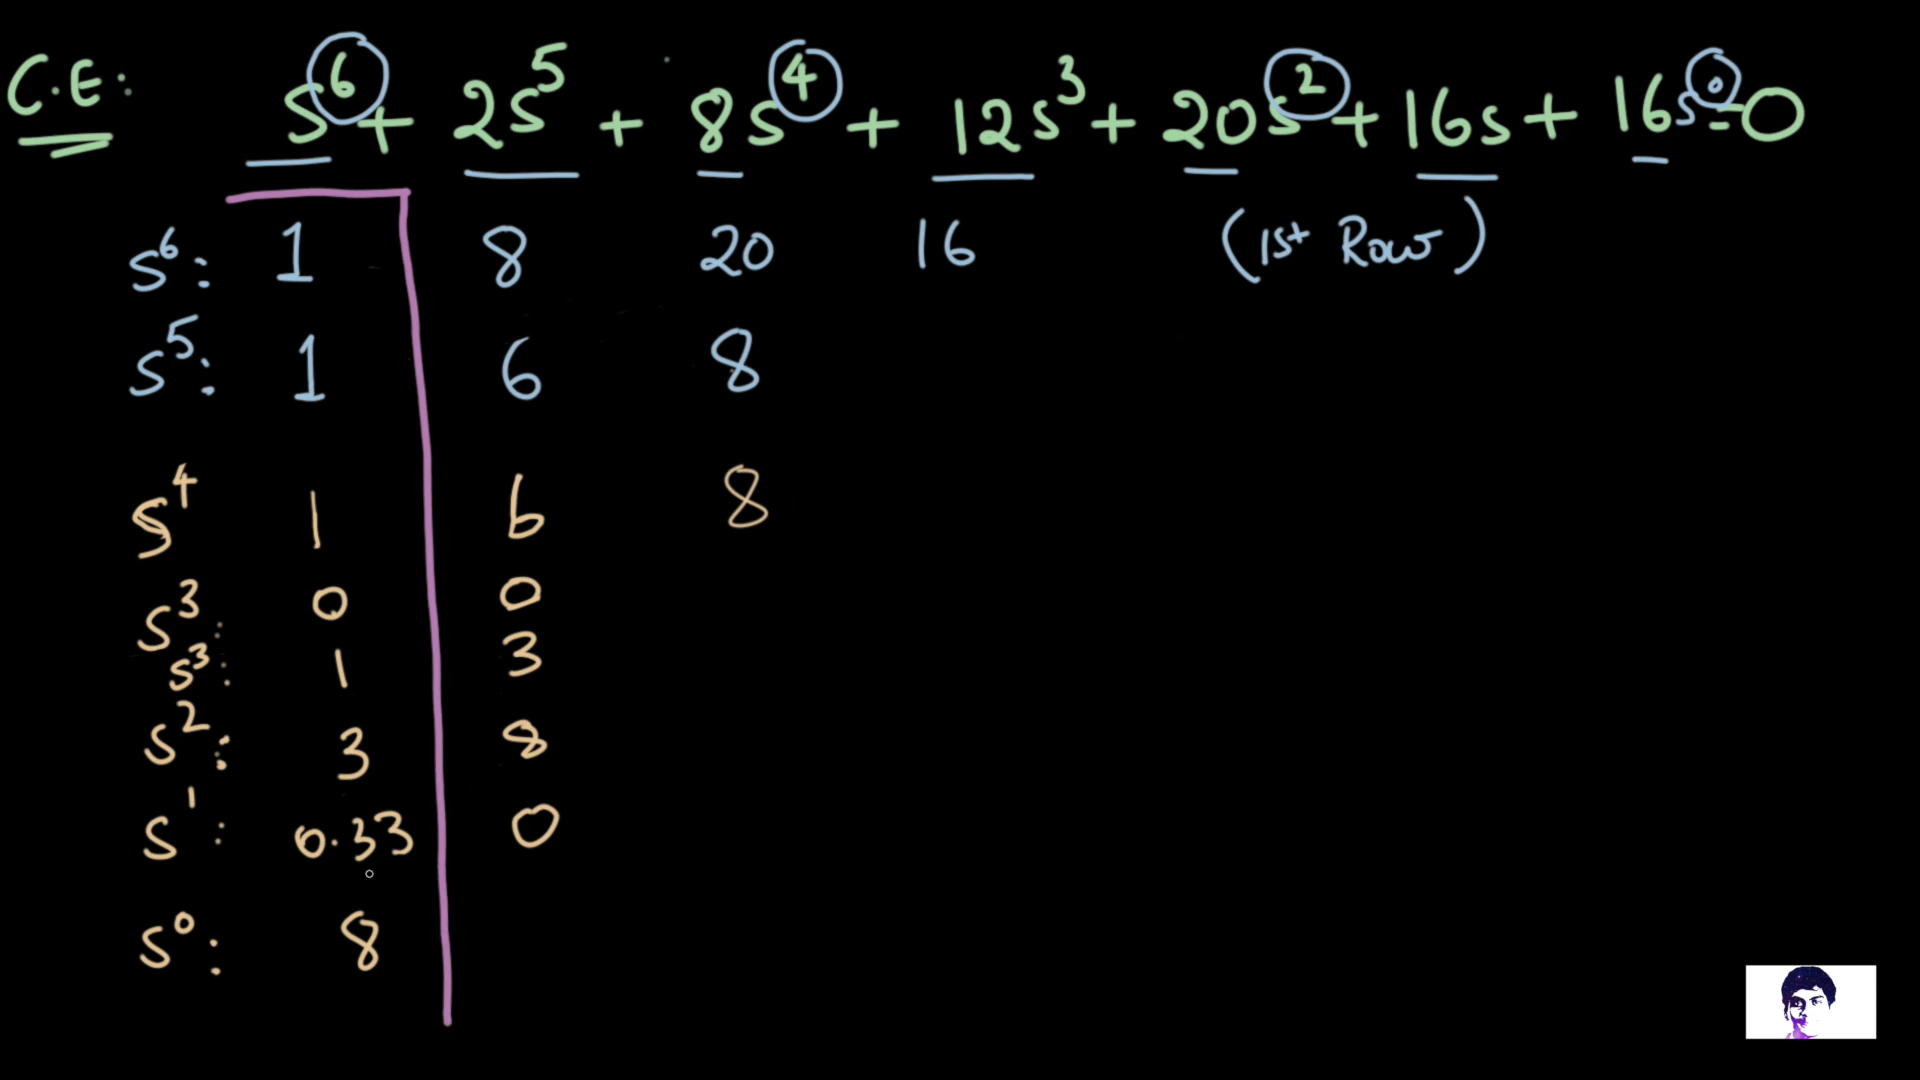 C.E: s⁶ + 2s⁵ + 8s⁴ + 12s³ + 20s² + 16s + 16s⁰ = 0
s⁶: 1 8 20 16 (1st Row)
s⁵: 1 6 8
s⁴ 1 6 8
s³: 0 0
s³: 1 3
s²: 3 8
s¹: 0.33 0
s⁰: 8